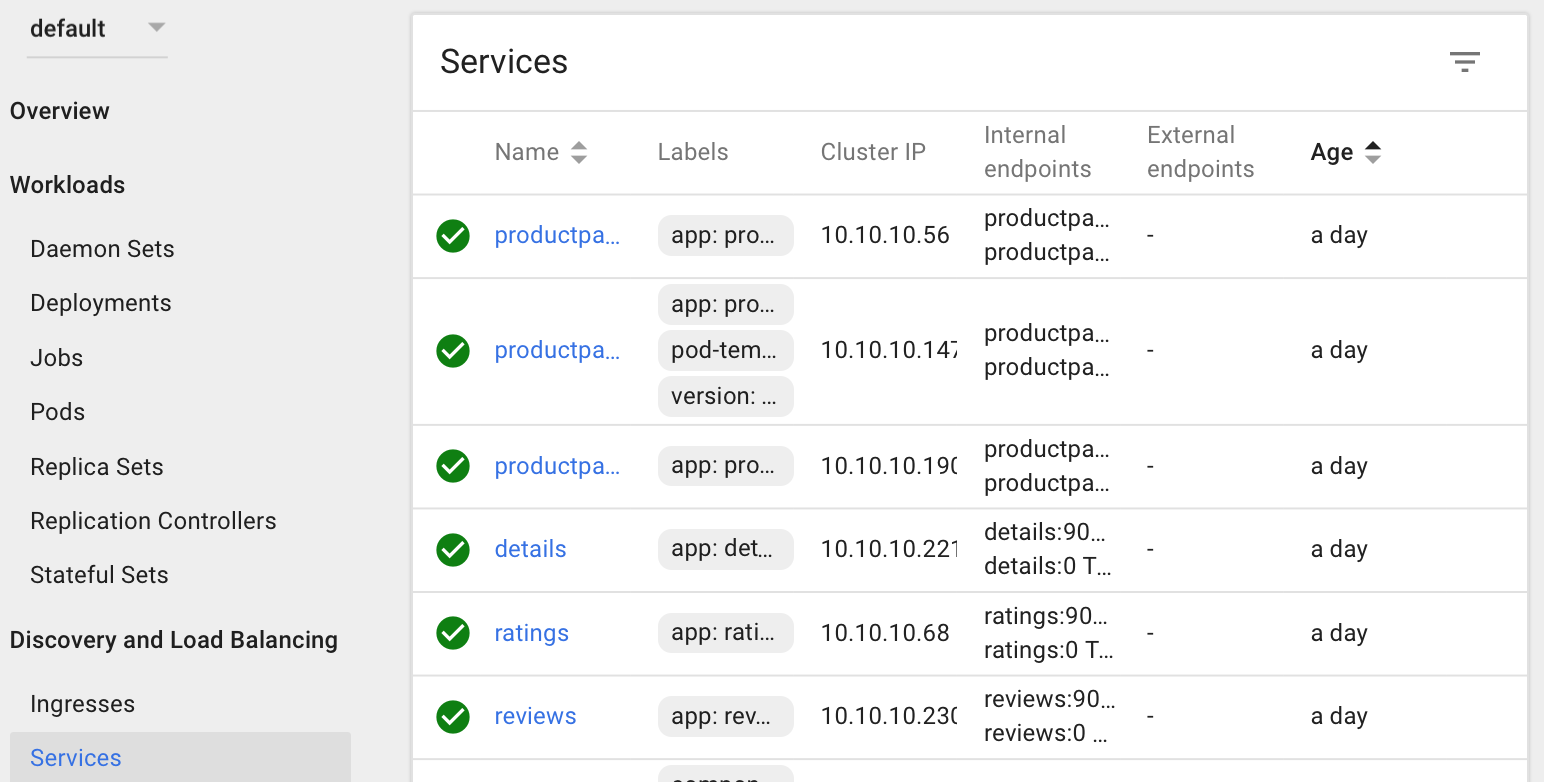 default
Overview
Workloads
Daemon Sets
Deployments
Jobs
Pods
Replica Sets
Replication Controllers
Stateful Sets
Discovery and Load Balancing
Ingresses
Services
Services
Name Labels Cluster IP Internal endpoints External endpoints Age
productpa... app: pro... 10.10.10.56 productpa... - a day
productpa...
productpa... app: pro... 10.10.10.147 productpa... - a day
pod-tem... productpa...
version: ...
productpa... app: pro... 10.10.10.190 productpa... - a day
productpa...
details app: det... 10.10.10.221 details:90... - a day
details:0 T...
ratings app: rati... 10.10.10.68 ratings:90... - a day
ratings:0 T...
reviews app: rev... 10.10.10.230 reviews:90... - a day
reviews:0 ...